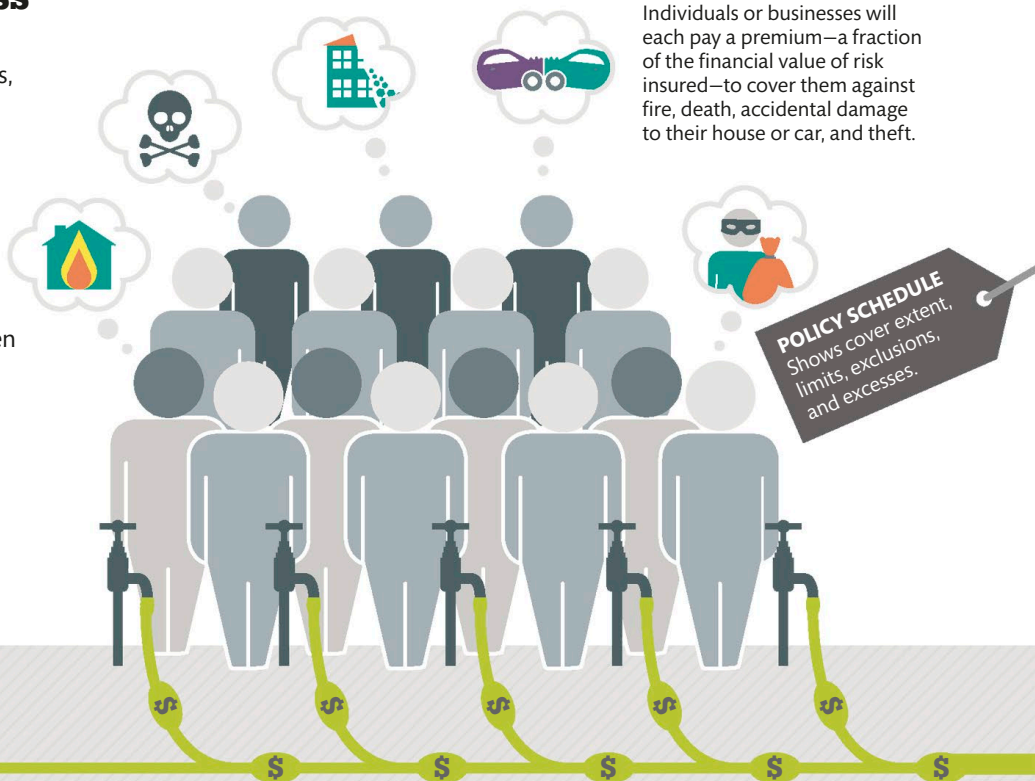 ss
s,
en
Individuals or businesses will
each pay a premium—a fraction
of the financial value of risk
insured—to cover them against
fire, death, accidental damage
to their house or car, and theft.
POLICY SCHEDULE
Shows cover extent,
limits, exclusions,
and excesses.
$
$
$
$
$
$
$
$
$
$